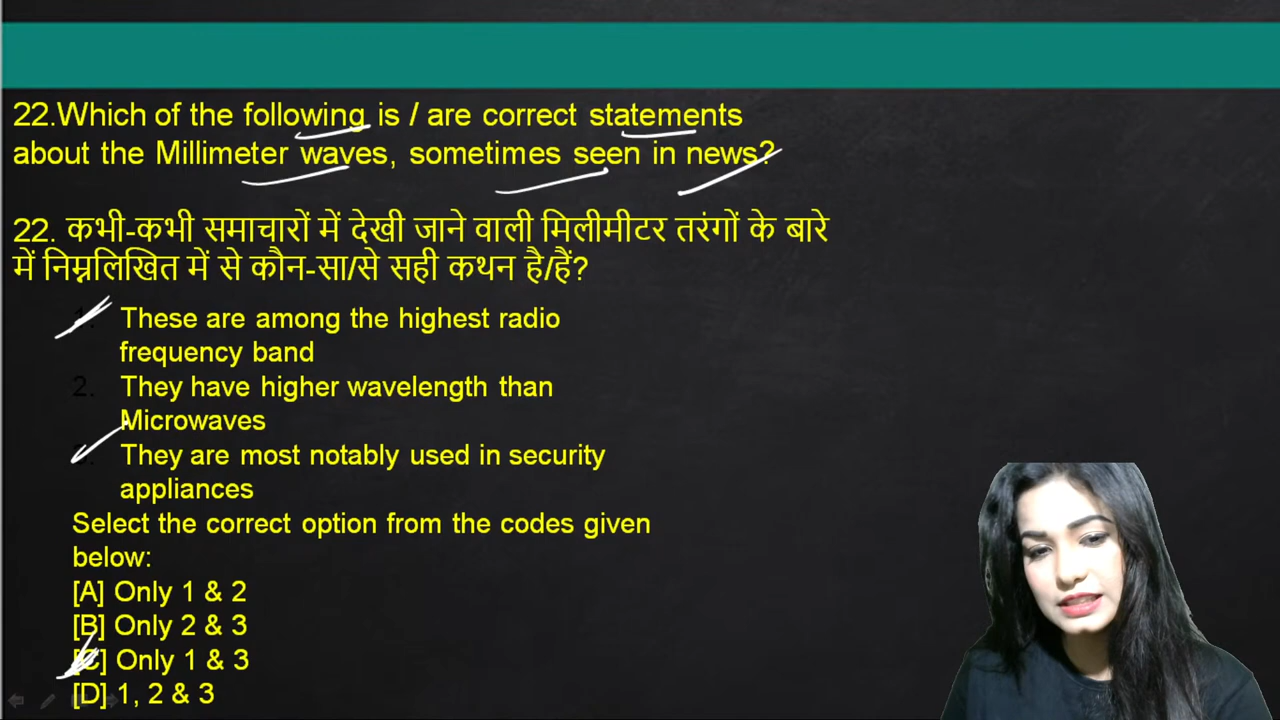 22.Which of the following is / are correct statements
about the Millimeter waves, sometimes seen in news?
22. कभी-कभी समाचारों में देखी जाने वाली मिलीमीटर तरंगों के बारे
में निम्नलिखित में से कौन-सा/से सही कथन है/हैं?
1. These are among the highest radio
frequency band
2. They have higher wavelength than
Microwaves
3. They are most notably used in security
appliances
Select the correct option from the codes given
below:
[A] Only 1 & 2
[B] Only 2 & 3
[C] Only 1 & 3
[D] 1, 2 & 3